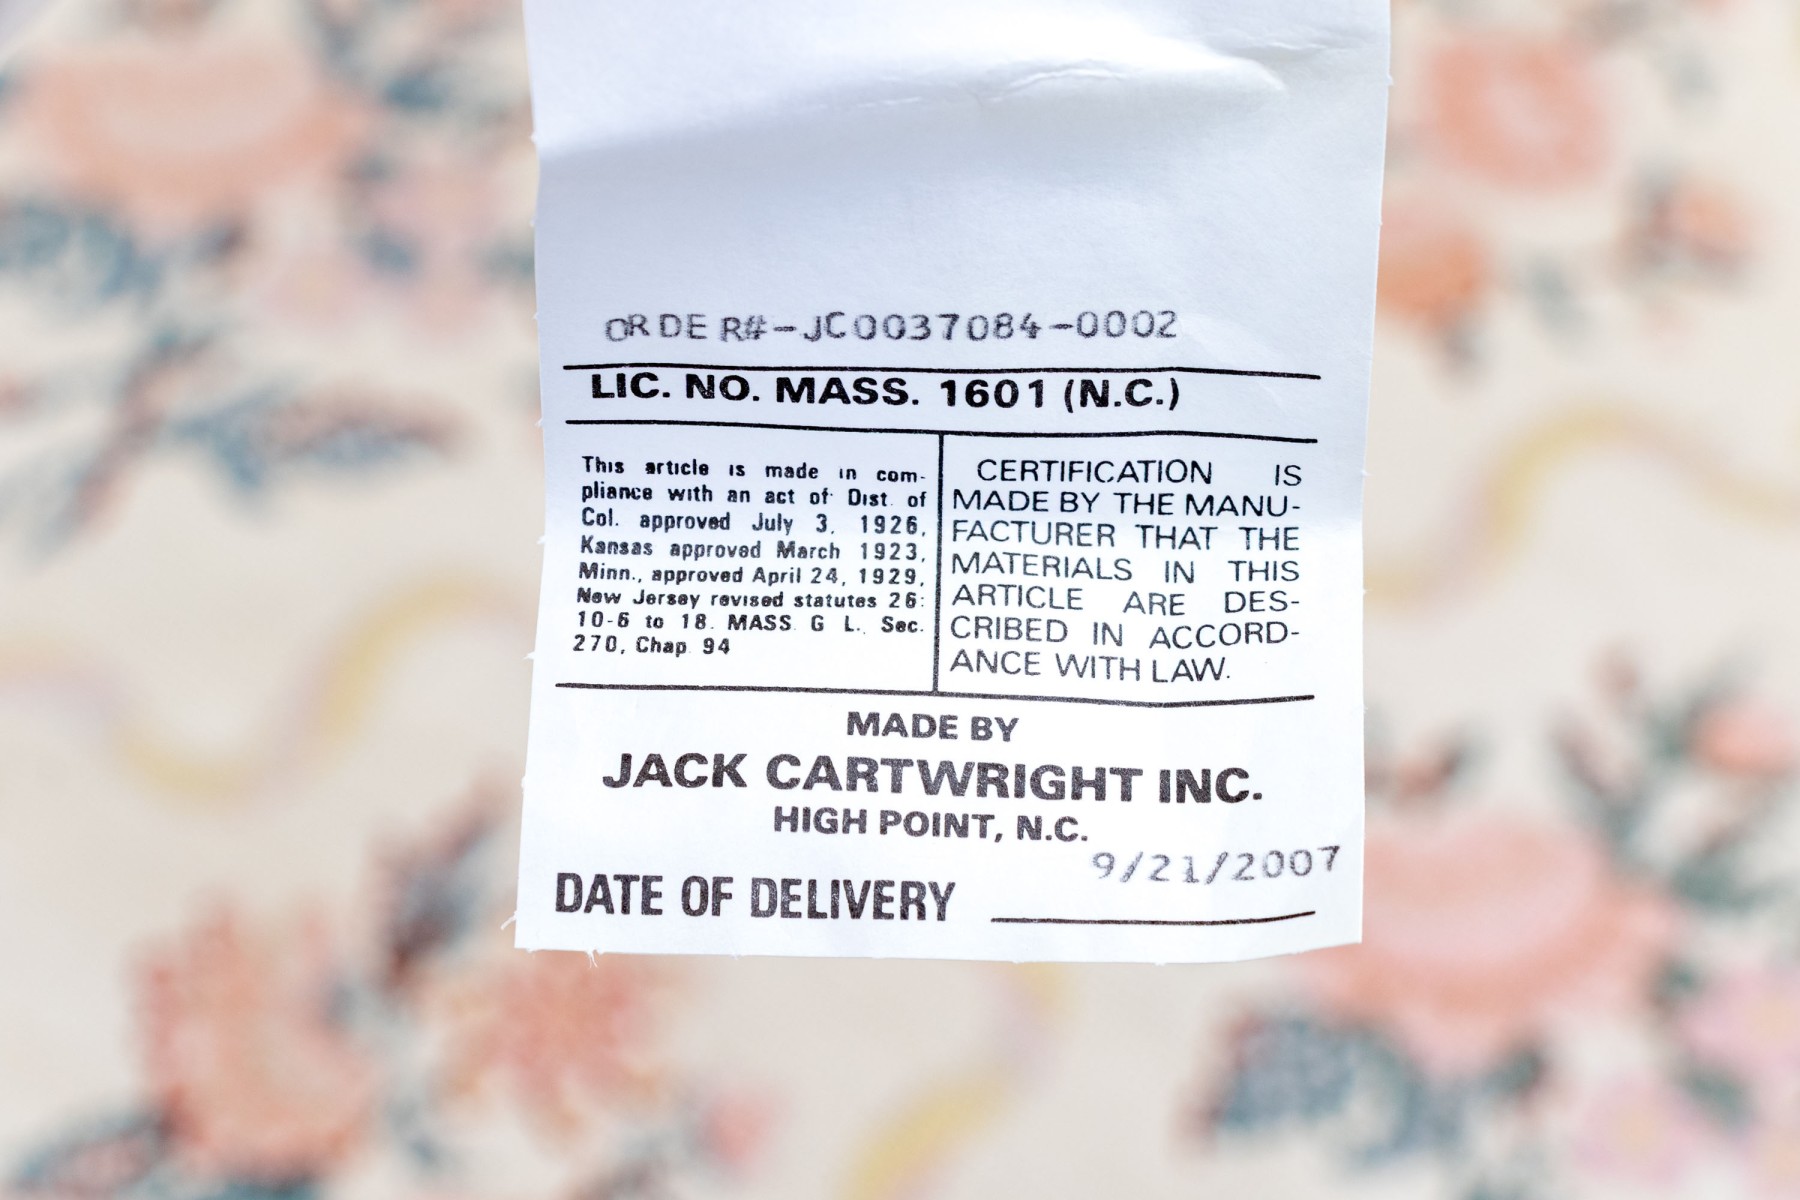 ORDER#-JC0037084-0002
LIC. NO. MASS. 1601 (N.C.)
This article is made in com-
pliance with an act of Dist. of
Col. approved July 3, 1926,
Kansas approved March 1923,
Minn., approved April 24, 1929,
New Jersey revised statutes 26:
10-6 to 18. MASS. G L., Sec.
270, Chap. 94
CERTIFICATION IS
MADE BY THE MANU-
FACTURER THAT THE
MATERIALS IN THIS
ARTICLE ARE DES-
CRIBED IN ACCORD-
ANCE WITH LAW.
MADE BY
JACK CARTWRIGHT INC.
HIGH POINT, N.C.
9/21/2007
DATE OF DELIVERY